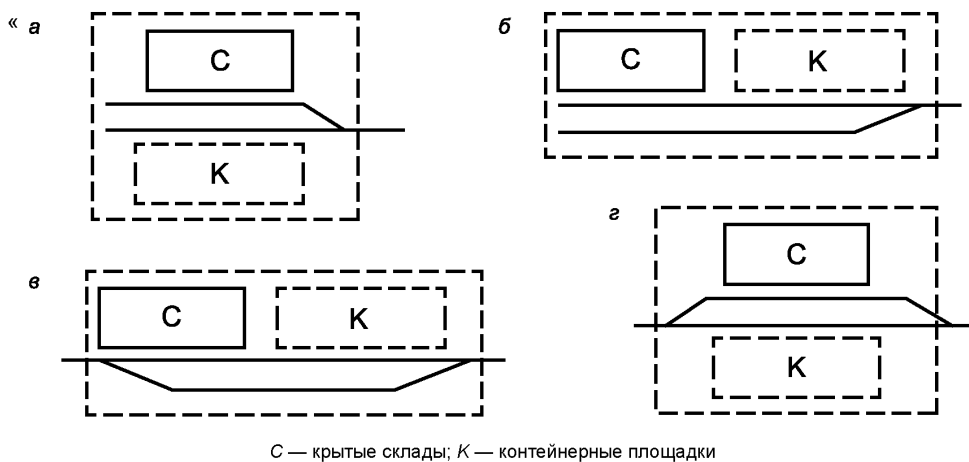 « а
С
К
б
С К
в
С К
г
С
К
С — крытые склады; К — контейнерные площадки